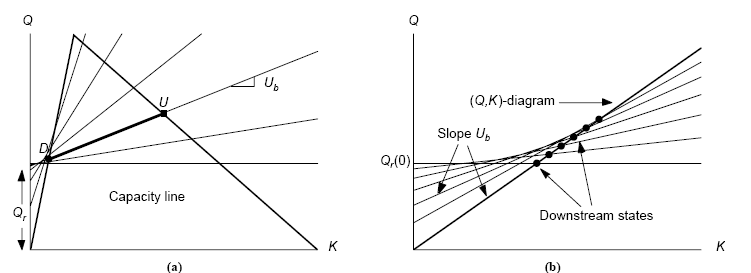 Q
U_b
U
D
Q_r
Capacity line
K
(a)
Q
(Q,K)-diagram
Slope U_b
Q_r(0)
Downstream states
K
(b)